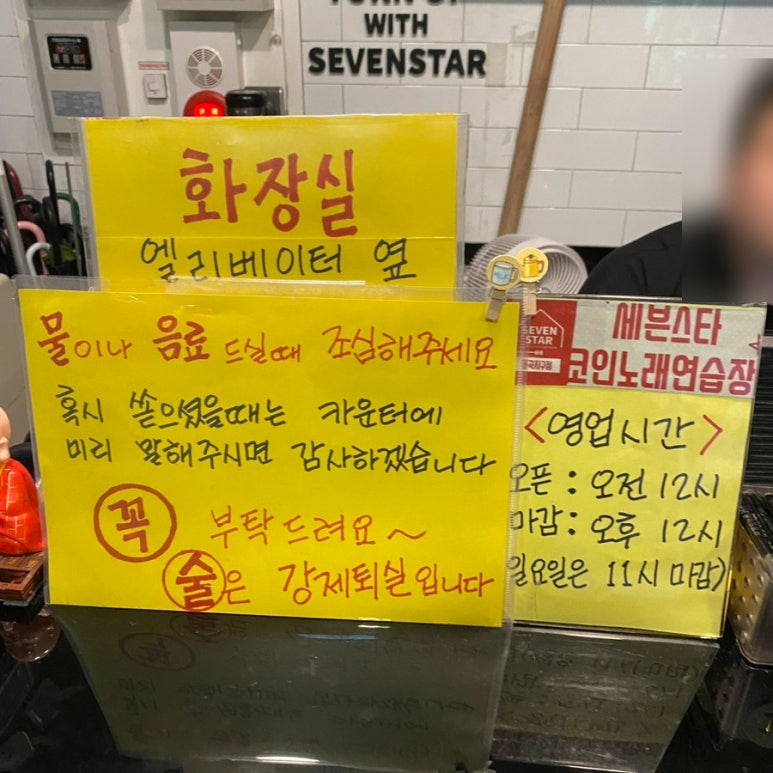 WITH
SEVENSTAR
화장실
엘리베이터 옆
물이나 음료 드실때 조심해주세요
혹시 쏟으셨을때는 카운터에
미리 말해주시면 감사하겠습니다
꼭 부탁드려요~
술은 강제퇴실입니다
SEVEN
STAR
세븐스타
코인노래연습장
<영업시간>
오픈 : 오전 12시
마감 : 오후 12시
일요일은 11시 마감)